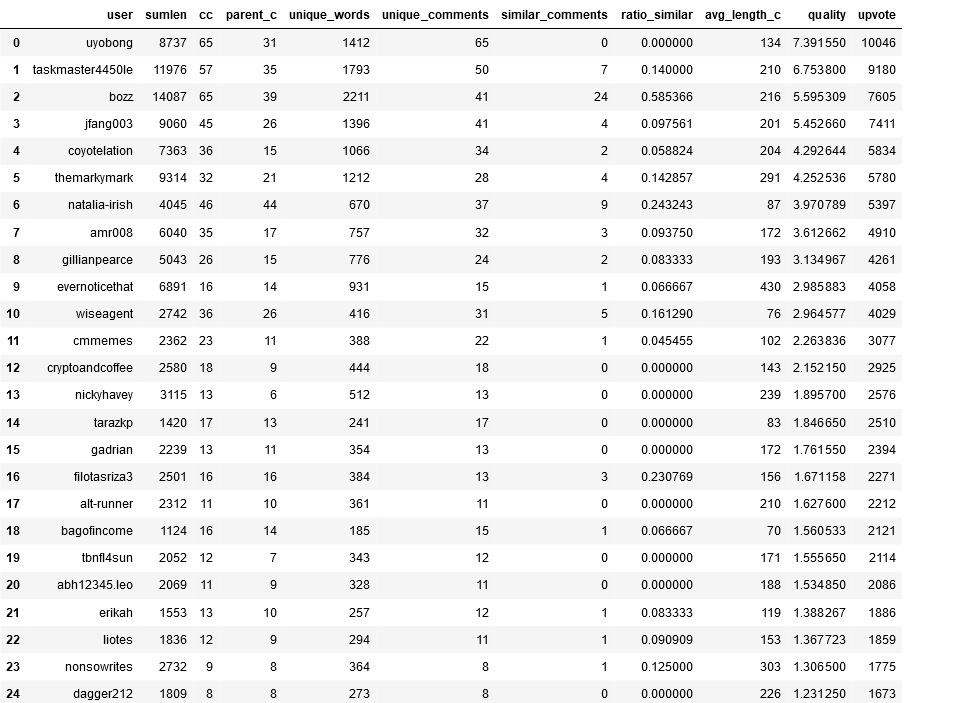 user sumlen cc parent_c unique_words unique_comments similar_comments ratio_similar avg_length_c quality upvote
0 uyobong 8737 65 31 1412 65 0 0.000000 134 7.391550 10046
1 taskmaster4450le 11976 57 35 1793 50 7 0.140000 210 6.753800 9180
2 bozz 14087 65 39 2211 41 24 0.585366 216 5.595309 7605
3 jfang003 9060 45 26 1396 41 4 0.097561 201 5.452660 7411
4 coyotelation 7363 36 15 1066 34 2 0.058824 204 4.292644 5834
5 themarkymark 9314 32 21 1212 28 4 0.142857 291 4.252536 5780
6 natalia-irish 4045 46 44 670 37 9 0.243243 87 3.970789 5397
7 amr008 6040 35 17 757 32 3 0.093750 172 3.612662 4910
8 gillianpearce 5043 26 15 776 24 2 0.083333 193 3.134967 4261
9 evernoticethat 6891 16 14 931 15 1 0.066667 430 2.985883 4058
10 wiseagent 2742 36 26 416 31 5 0.161290 76 2.964577 4029
11 cmmemes 2362 23 11 388 22 1 0.045455 102 2.263836 3077
12 cryptoandcoffee 2580 18 9 444 18 0 0.000000 143 2.152150 2925
13 nickyhavey 3115 13 6 512 13 0 0.000000 239 1.895700 2576
14 tarazkp 1420 17 13 241 17 0 0.000000 83 1.846650 2510
15 gadrian 2239 13 11 354 13 0 0.000000 172 1.761550 2394
16 filotasriza3 2501 16 16 384 13 3 0.230769 156 1.671158 2271
17 alt-runner 2312 11 10 361 11 0 0.000000 210 1.627600 2212
18 bagofincome 1124 16 14 185 15 1 0.066667 70 1.560533 2121
19 tbnfl4sun 2052 12 7 343 12 0 0.000000 171 1.555650 2114
20 abh12345.leo 2069 11 9 328 11 0 0.000000 188 1.534850 2086
21 erikah 1553 13 10 257 12 1 0.083333 119 1.388267 1886
22 liotes 1836 12 9 294 11 1 0.090909 153 1.367723 1859
23 nonsowrites 2732 9 8 364 8 1 0.125000 303 1.306500 1775
24 dagger212 1809 8 8 273 8 0 0.000000 226 1.231250 1673